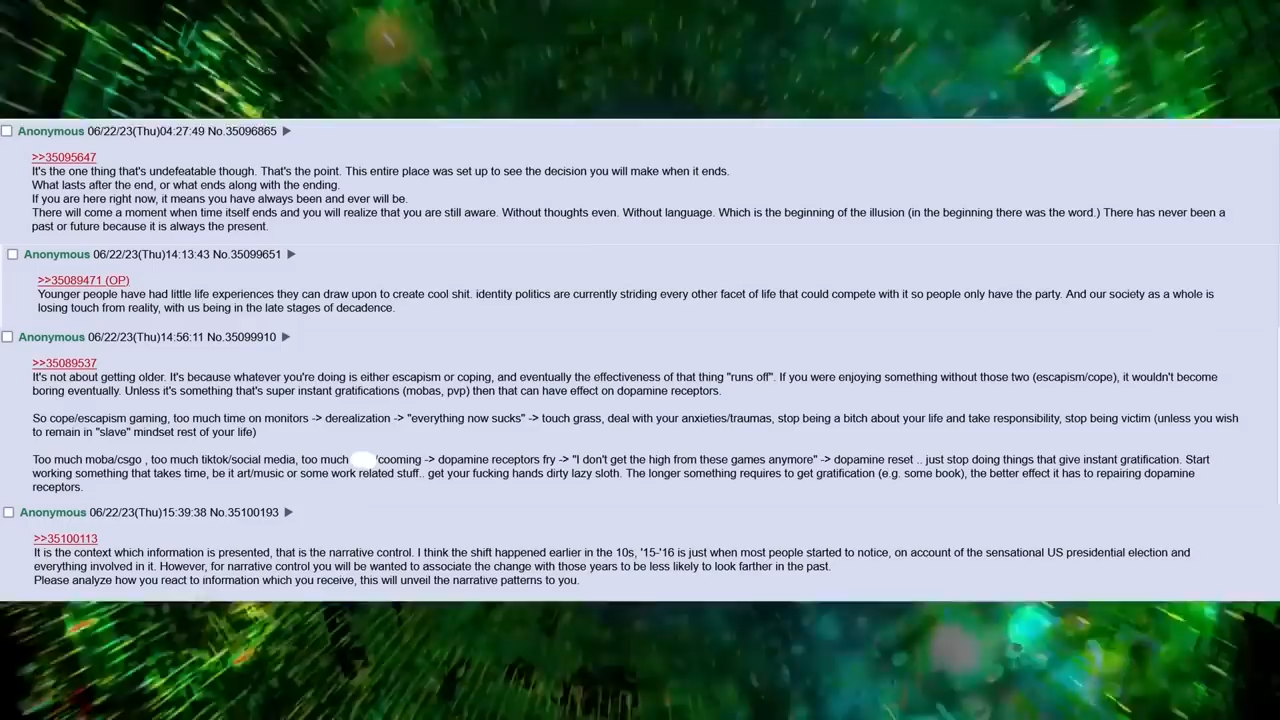 Anonymous 06/22/23(Thu)04:27:49 No.35096865 ▶
>>35095647
It's the one thing that's undefeatable though. That's the point. This entire place was set up to see the decision you will make when it ends.
What lasts after the end, or what ends along with the ending.
If you are here right now, it means you have always been and ever will be.
There will come a moment when time itself ends and you will realize that you are still aware. Without thoughts even. Without language. Which is the beginning of the illusion (in the beginning there was the word.) There has never been a
past or future because it is always the present.
Anonymous 06/22/23(Thu)14:13:43 No.35099651 ▶
>>35089471 (OP)
Younger people have had little life experiences they can draw upon to create cool shit. identity politics are currently striding every other facet of life that could compete with it so people only have the party. And our society as a whole is
losing touch from reality, with us being in the late stages of decadence.
Anonymous 06/22/23(Thu)14:56:11 No.35099910 ▶
>>35089537
It's not about getting older. It's because whatever you're doing is either escapism or coping, and eventually the effectiveness of that thing "runs off". If you were enjoying something without those two (escapism/cope), it wouldn't become
boring eventually. Unless it's something that's super instant gratifications (mobas, pvp) then that can have effect on dopamine receptors.
So cope/escapism gaming, too much time on monitors -> derealization -> "everything now sucks" -> touch grass, deal with your anxieties/traumas, stop being a bitch about your life and take responsibility, stop being victim (unless you wish
to remain in "slave" mindset rest of your life)
Too much moba/csgo , too much tiktok/social media, too much /cooming -> dopamine receptors fry -> "I don't get the high from these games anymore" -> dopamine reset .. just stop doing things that give instant gratification. Start
working something that takes time, be it art/music or some work related stuff.. get your fucking hands dirty lazy sloth. The longer something requires to get gratification (e.g. some book), the better effect it has to repairing dopamine
receptors.
Anonymous 06/22/23(Thu)15:39:38 No.35100193 ▶
>>35100113
It is the context which information is presented, that is the narrative control. I think the shift happened earlier in the 10s, '15-'16 is just when most people started to notice, on account of the sensational US presidential election and
everything involved in it. However, for narrative control you will be wanted to associate the change with those years to be less likely to look farther in the past.
Please analyze how you react to information which you receive, this will unveil the narrative patterns to you.